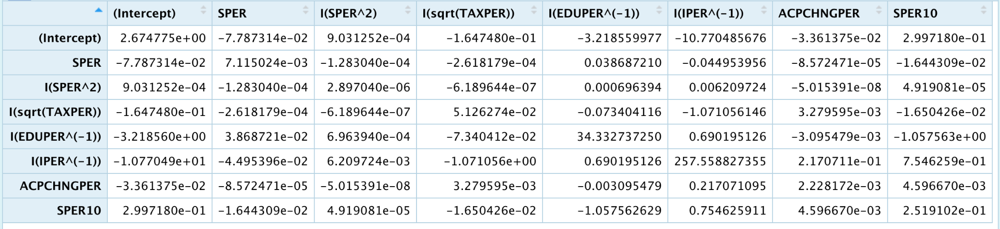 (Intercept) SPER I(SPER^2) I(sqrt(TAXPER)) I(EDUPER^(-1)) I(IPER^(-1)) ACPCHNGPER SPER10
(Intercept) 2.674775e+00 -7.787314e-02 9.031252e-04 -1.647480e-01 -3.218559977 -10.770485676 -3.361375e-02 2.997180e-01
SPER -7.787314e-02 7.115024e-03 -1.283040e-04 -2.618179e-04 0.038687210 -0.044953956 -8.572471e-05 -1.644309e-02
I(SPER^2) 9.031252e-04 -1.283040e-04 2.897040e-06 -6.189644e-07 0.000696394 0.006209724 -5.015391e-08 4.919081e-05
I(sqrt(TAXPER)) -1.647480e-01 -2.618179e-04 -6.189644e-07 5.126274e-02 -0.073404116 -1.071056146 3.279595e-03 -1.650426e-02
I(EDUPER^(-1)) -3.218560e+00 3.868721e-02 6.963940e-04 -7.340412e-02 34.332737250 0.690195126 -3.095479e-03 -1.057563e+00
I(IPER^(-1)) -1.077049e+01 -4.495396e-02 6.209724e-03 -1.071056e+00 0.690195126 257.558827355 2.170711e-01 7.546259e-01
ACPCHNGPER -3.361375e-02 -8.572471e-05 -5.015391e-08 3.279595e-03 -0.003095479 0.217071095 2.228172e-03 4.596670e-03
SPER10 2.997180e-01 -1.644309e-02 4.919081e-05 -1.650426e-02 -1.057562629 0.754625911 4.596670e-03 2.519102e-01